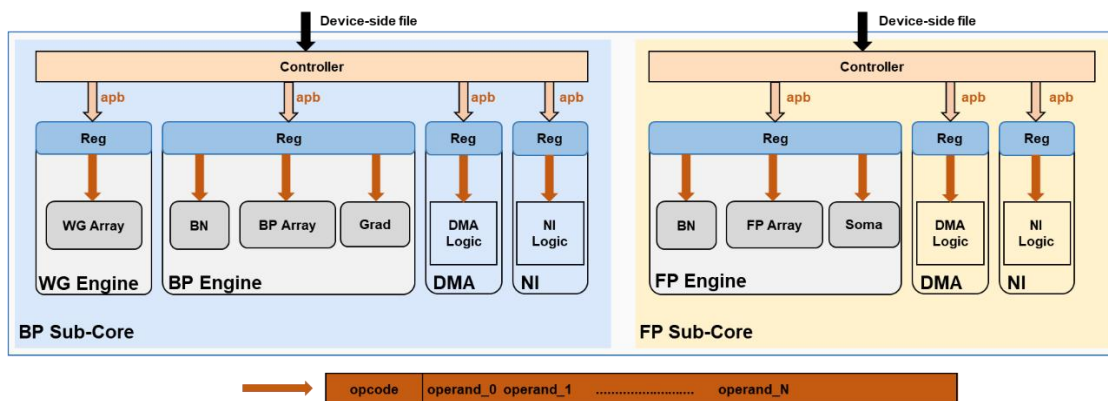 Device-side file
Device-side file
Controller
Controller
apb apb apb apb
apb apb apb
Reg Reg Reg Reg
Reg Reg Reg
WG Array BN BP Array Grad DMA Logic NI Logic
BN FP Array Soma DMA Logic NI Logic
WG Engine BP Engine DMA NI
FP Engine DMA NI
BP Sub-Core
FP Sub-Core
opcode operand_0 operand_1 ........................ operand_N